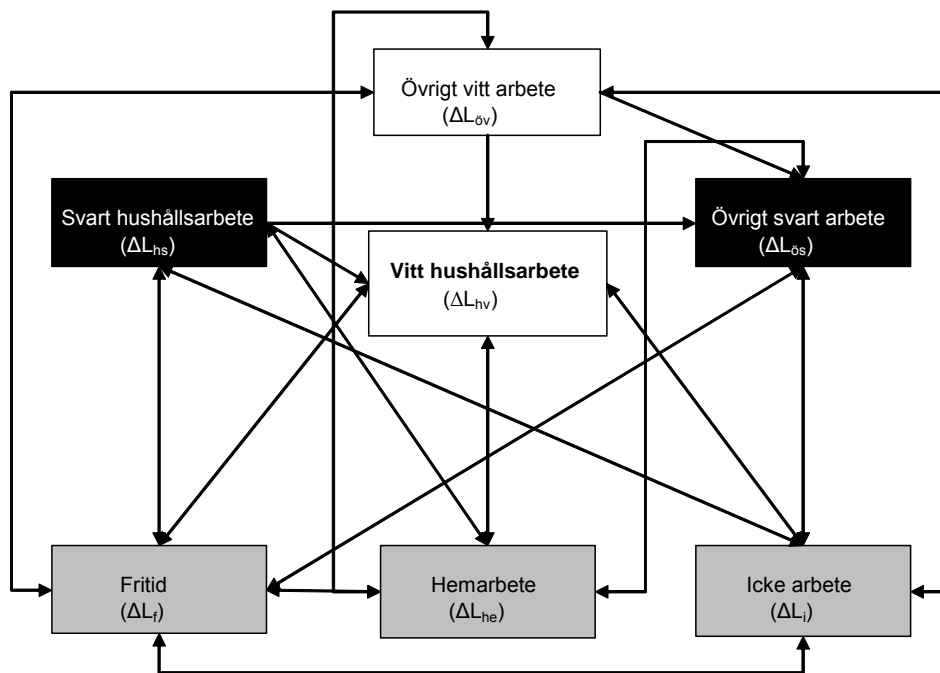 Övrigt vitt arbete
(ΔLöv)
Svart hushållsarbete
(ΔLhs)
Övrigt svart arbete
(ΔLös)
Vitt hushållsarbete
(ΔLhv)
Fritid
(ΔLf)
Hemarbete
(ΔLhe)
Icke arbete
(ΔLi)